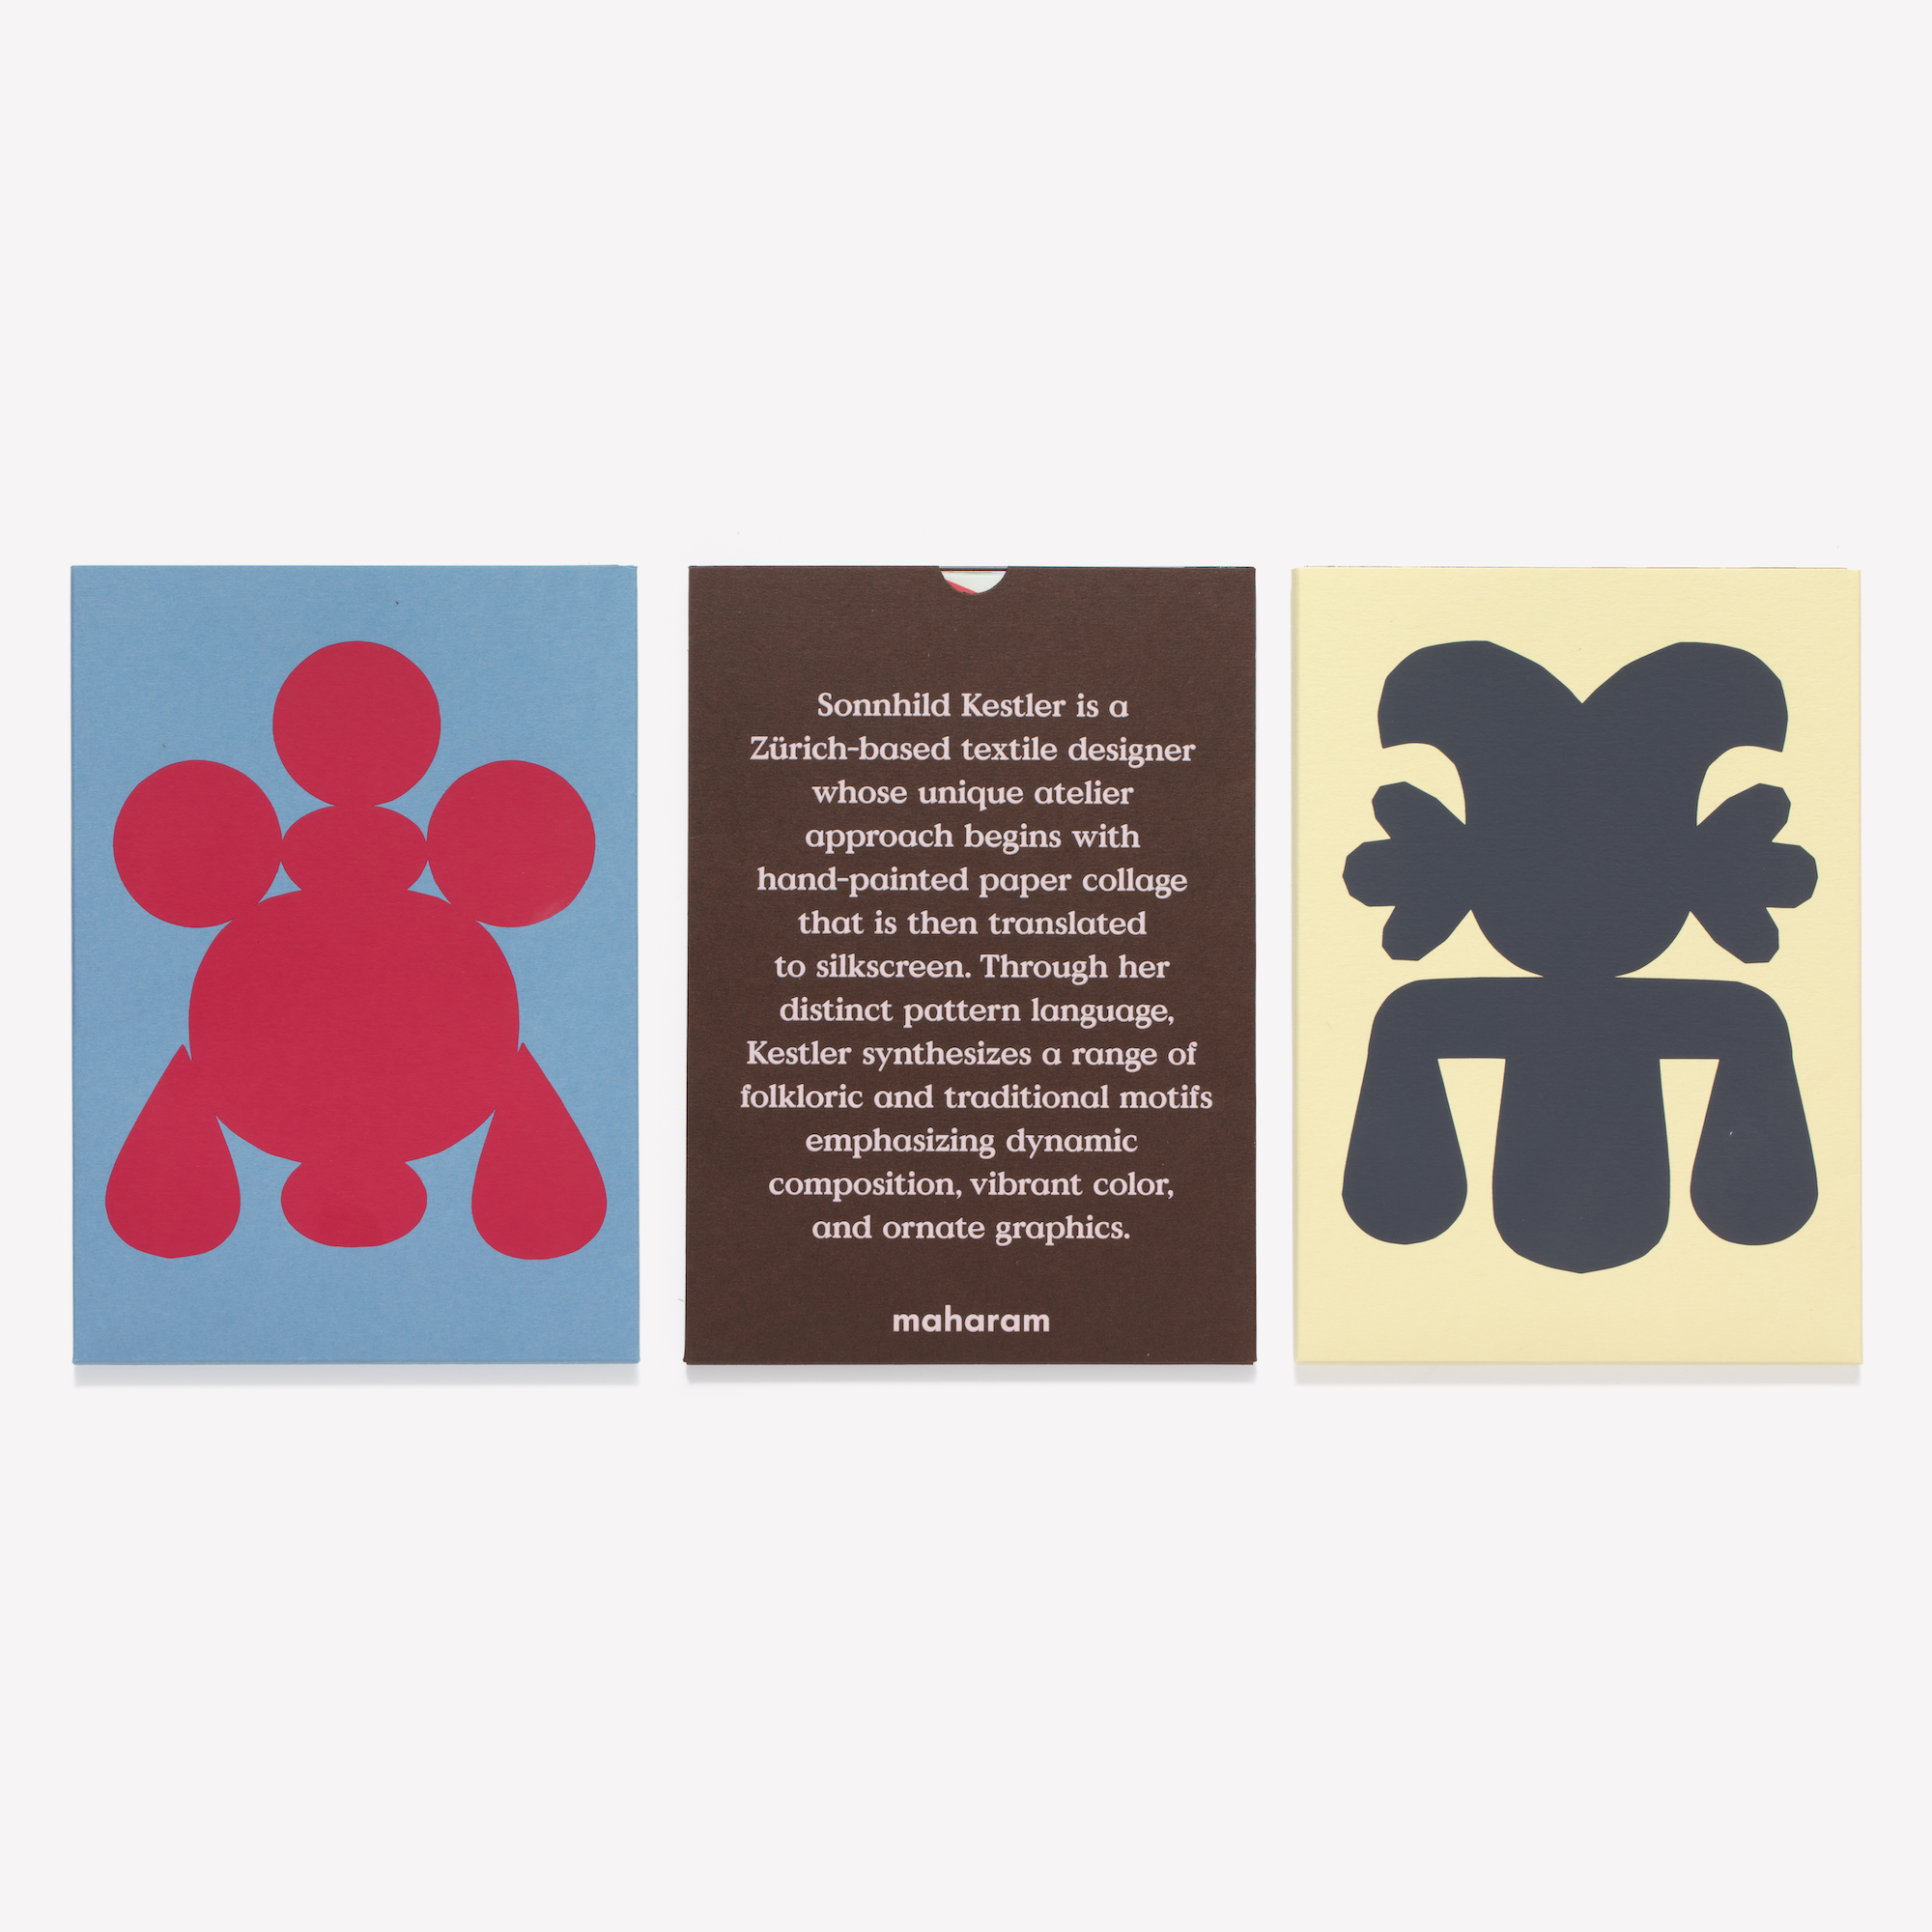 Sonnhild Kestler is a
Zürich-based textile designer
whose unique atelier
approach begins with
hand-painted paper collage
that is then translated
to silkscreen. Through her
distinct pattern language,
Kestler synthesizes a range of
folkloric and traditional motifs
emphasizing dynamic
composition, vibrant color,
and ornate graphics.
maharam